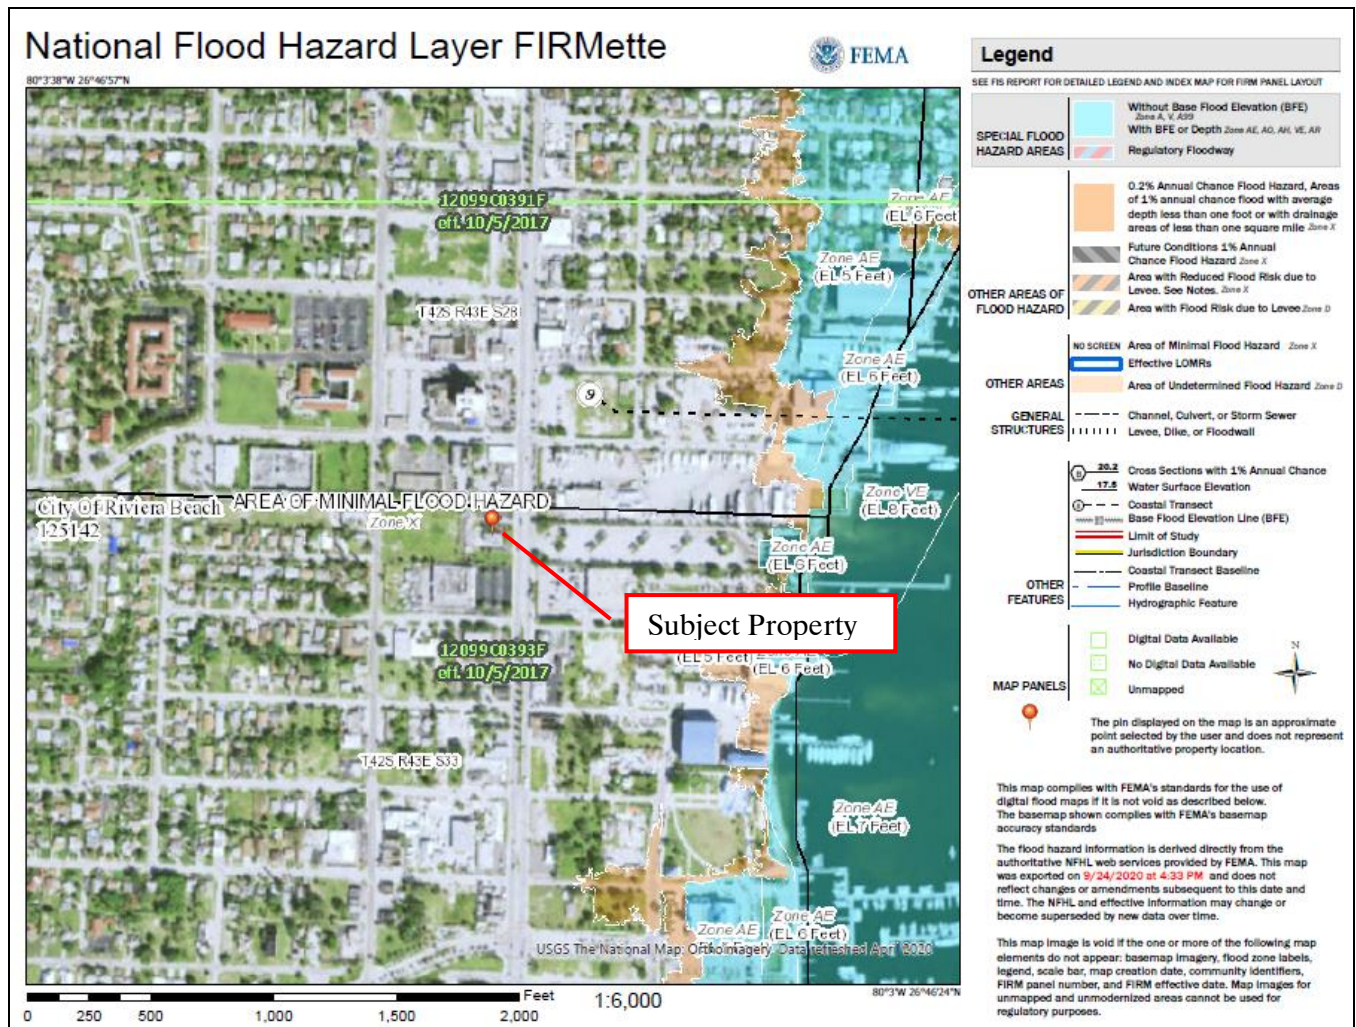 National Flood Hazard Layer FIRMette
FEMA
80°3'38"W 26°46'57"N
12099C0391F
eff. 10/5/2017
Zone AE
(EL 6 Feet)
Zone AE
(EL 5 Feet)
T42S R43E S28
Zone AE
(EL 6 Feet)
9
City Of Riviera Beach
125142
AREA OF MINIMAL FLOOD HAZARD
Zone X
Zone VE
(EL 8 Feet)
Zone AE
(EL 6 Feet)
Subject Property
12099C0393F
eff. 10/5/2017
(EL 5 Feet)
Zone AE
(EL 6 Feet)
T42S R43E S33
Zone AE
(EL 7 Feet)
Zone AE
Zone AE
(EL 6 Feet)
USGS The National Map: Orthoimagery. Data refreshed April 2020
80°3'W 26°46'24"N
0 250 500 1,000 1,500 2,000
Feet
1:6,000
Legend
SEE FIS REPORT FOR DETAILED LEGEND AND INDEX MAP FOR FIRM PANEL LAYOUT
SPECIAL FLOOD
HAZARD AREAS
Without Base Flood Elevation (BFE)
Zone A, V, A99
With BFE or Depth Zone AE, AO, AH, VE, AR
Regulatory Floodway
OTHER AREAS OF
FLOOD HAZARD
0.2% Annual Chance Flood Hazard, Areas
of 1% annual chance flood with average
depth less than one foot or with drainage
areas of less than one square mile Zone X
Future Conditions 1% Annual
Chance Flood Hazard Zone X
Area with Reduced Flood Risk due to
Levee. See Notes. Zone X
Area with Flood Risk due to Levee Zone D
OTHER AREAS
NO SCREEN Area of Minimal Flood Hazard Zone X
Effective LOMRs
Area of Undetermined Flood Hazard Zone D
GENERAL
STRUCTURES
Channel, Culvert, or Storm Sewer
Levee, Dike, or Floodwall
OTHER
FEATURES
20.2 Cross Sections with 1% Annual Chance
17.5 Water Surface Elevation
Coastal Transect
Base Flood Elevation Line (BFE)
Limit of Study
Jurisdiction Boundary
Coastal Transect Baseline
Profile Baseline
Hydrographic Feature
MAP PANELS
Digital Data Available
No Digital Data Available
Unmapped
N
The pin displayed on the map is an approximate
point selected by the user and does not represent
an authoritative property location.
This map complies with FEMA's standards for the use of
digital flood maps if it is not void as described below.
The basemap shown complies with FEMA's basemap
accuracy standards
The flood hazard information is derived directly from the
authoritative NFHL web services provided by FEMA. This map
was exported on 9/24/2020 at 4:33 PM and does not
reflect changes or amendments subsequent to this date and
time. The NFHL and effective information may change or
become superseded by new data over time.
This map image is void if the one or more of the following map
elements do not appear: basemap imagery, flood zone labels,
legend, scale bar, map creation date, community identifiers,
FIRM panel number, and FIRM effective date. Map images for
unmapped and unmodernized areas cannot be used for
regulatory purposes.